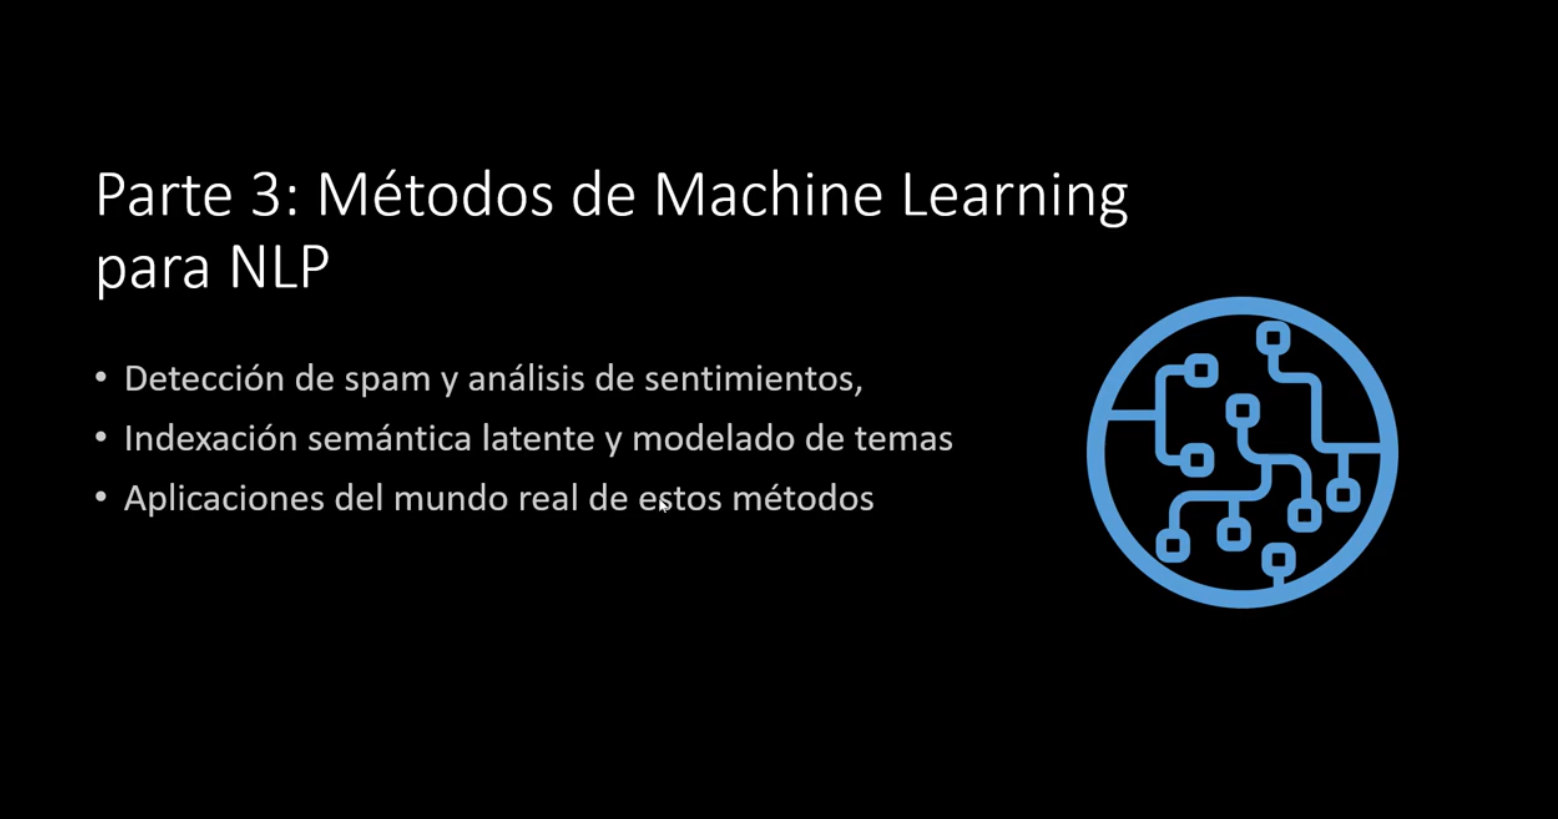 Parte 3: Métodos de Machine Learning
para NLP
• Detección de spam y análisis de sentimientos,
• Indexación semántica latente y modelado de temas
• Aplicaciones del mundo real de estos métodos